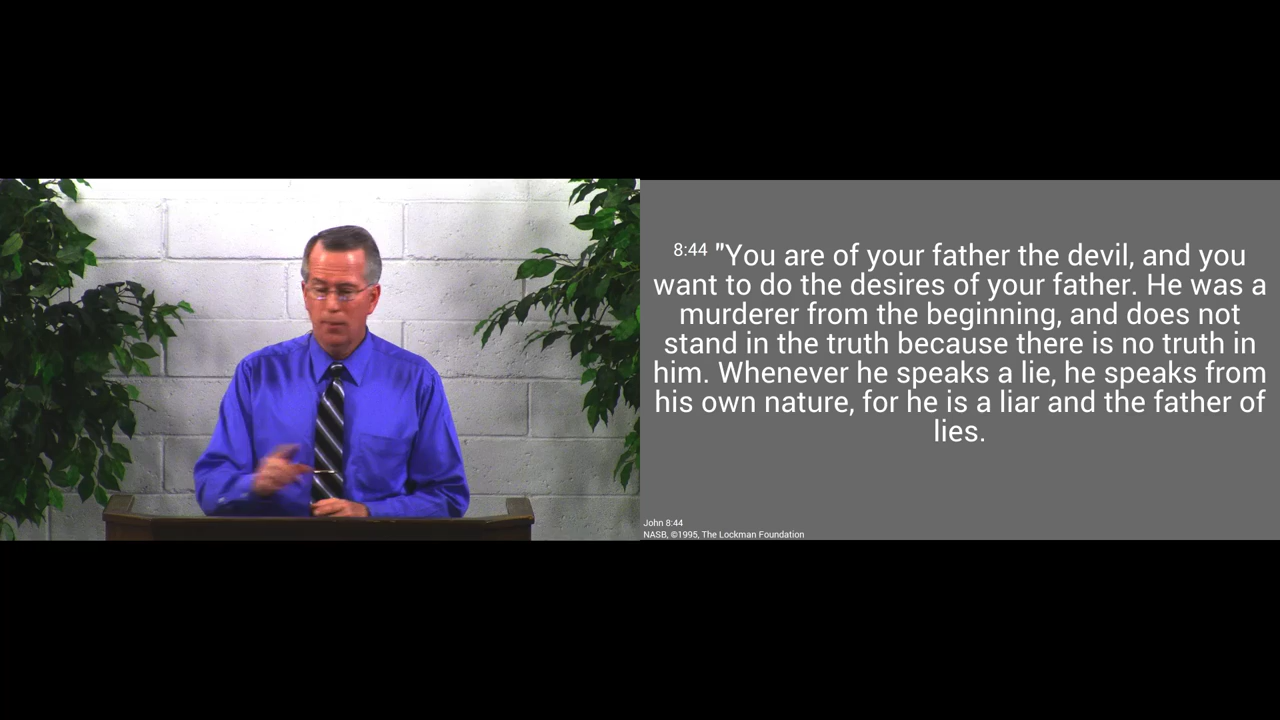 8:44 "You are of your father the devil, and you
want to do the desires of your father. He was a
murderer from the beginning, and does not
stand in the truth because there is no truth in
him. Whenever he speaks a lie, he speaks from
his own nature, for he is a liar and the father of
lies.
John 8:44
NASB, ©1995, The Lockman Foundation